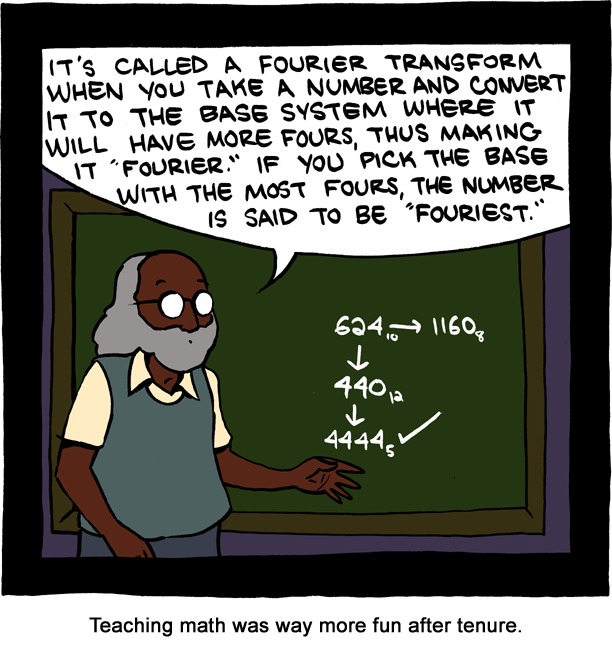 IT'S CALLED A FOURIER TRANSFORM
WHEN YOU TAKE A NUMBER AND CONVERT
IT TO THE BASE SYSTEM WHERE IT
WILL HAVE MORE FOURS, THUS MAKING
IT "FOURIER." IF YOU PICK THE BASE
WITH THE MOST FOURS, THE NUMBER
IS SAID TO BE "FOURIEST."
624₁₀ → 1160₈
↓
440₁₂
↓
4444₅ ✓
Teaching math was way more fun after tenure.